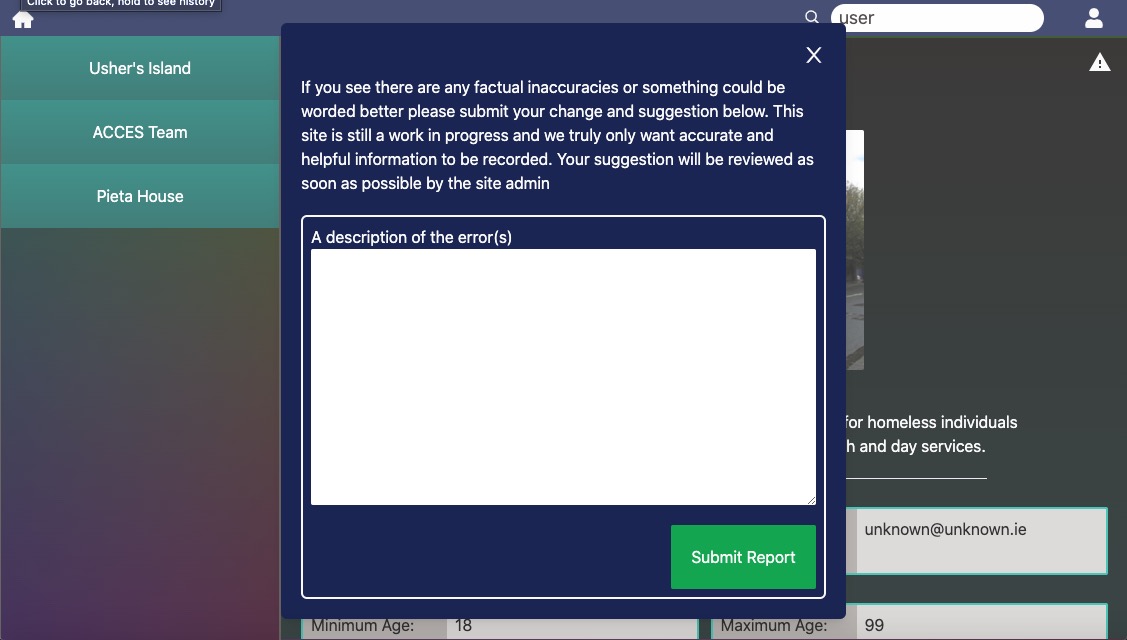 Click to go back, hold to see history
user
Usher's Island
ACCES Team
Pieta House
X
If you see there are any factual inaccuracies or something could be
worded better please submit your change and suggestion below. This
site is still a work in progress and we truly only want accurate and
helpful information to be recorded. Your suggestion will be reviewed as
soon as possible by the site admin
A description of the error(s)
Submit Report
for homeless individuals
h and day services.
unknown@unknown.ie
Minimum Age: 18
Maximum Age: 99